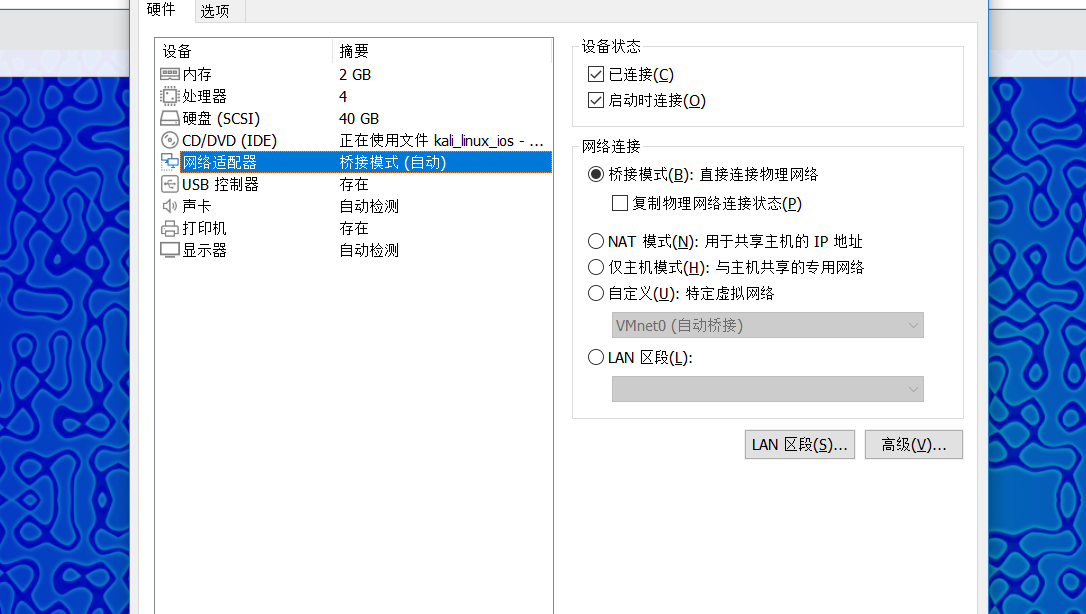 硬件 选项
设备 摘要
内存 2 GB
处理器 4
硬盘 (SCSI) 40 GB
CD/DVD (IDE) 正在使用文件 kali_linux_ios - ...
网络适配器 桥接模式 (自动)
USB 控制器 存在
声卡 自动检测
打印机 存在
显示器 自动检测
设备状态
已连接(C)
启动时连接(O)
网络连接
桥接模式(B): 直接连接物理网络
复制物理网络连接状态(P)
NAT 模式(N): 用于共享主机的 IP 地址
仅主机模式(H): 与主机共享的专用网络
自定义(U): 特定虚拟网络
VMnet0 (自动桥接)
LAN 区段(L):
LAN 区段(S)... 高级(V)...